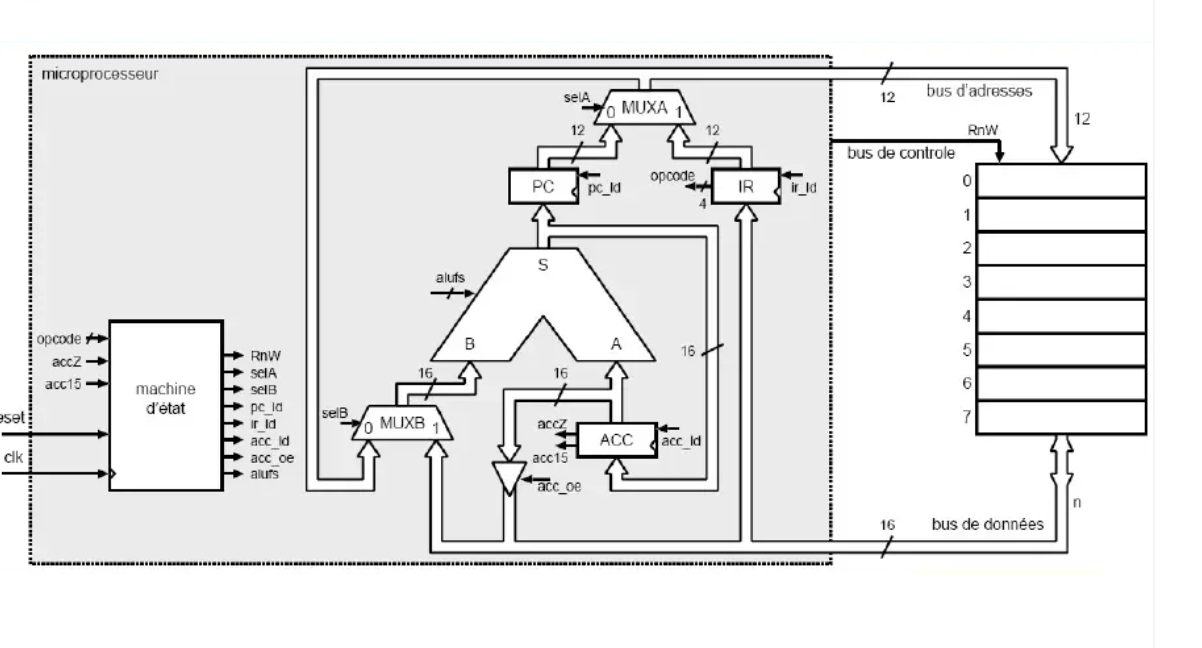 microprocesseur
12
bus d'adresses
selA
0 MUXA 1
12
RnW
12
12
bus de controle
PC
pc_ld
opcode
4
IR
ir_ld
0
1
2
3
4
5
6
7
S
alufs
B
A
16
opcode
accZ
acc15
eset
clk
machine
d'état
RnW
selA
selB
pc_ld
ir_ld
acc_ld
acc_oe
alufs
16
16
selB
0 MUXB 1
accZ
acc15
ACC
acc_ld
acc_oe
n
16
bus de données